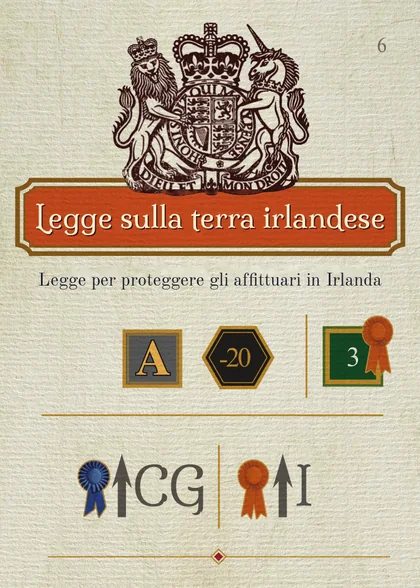 6
DIEU ET MON DROIT
Legge sulla terra irlandese
Legge per proteggere gli affittuari in Irlanda
A -20 3
CG I